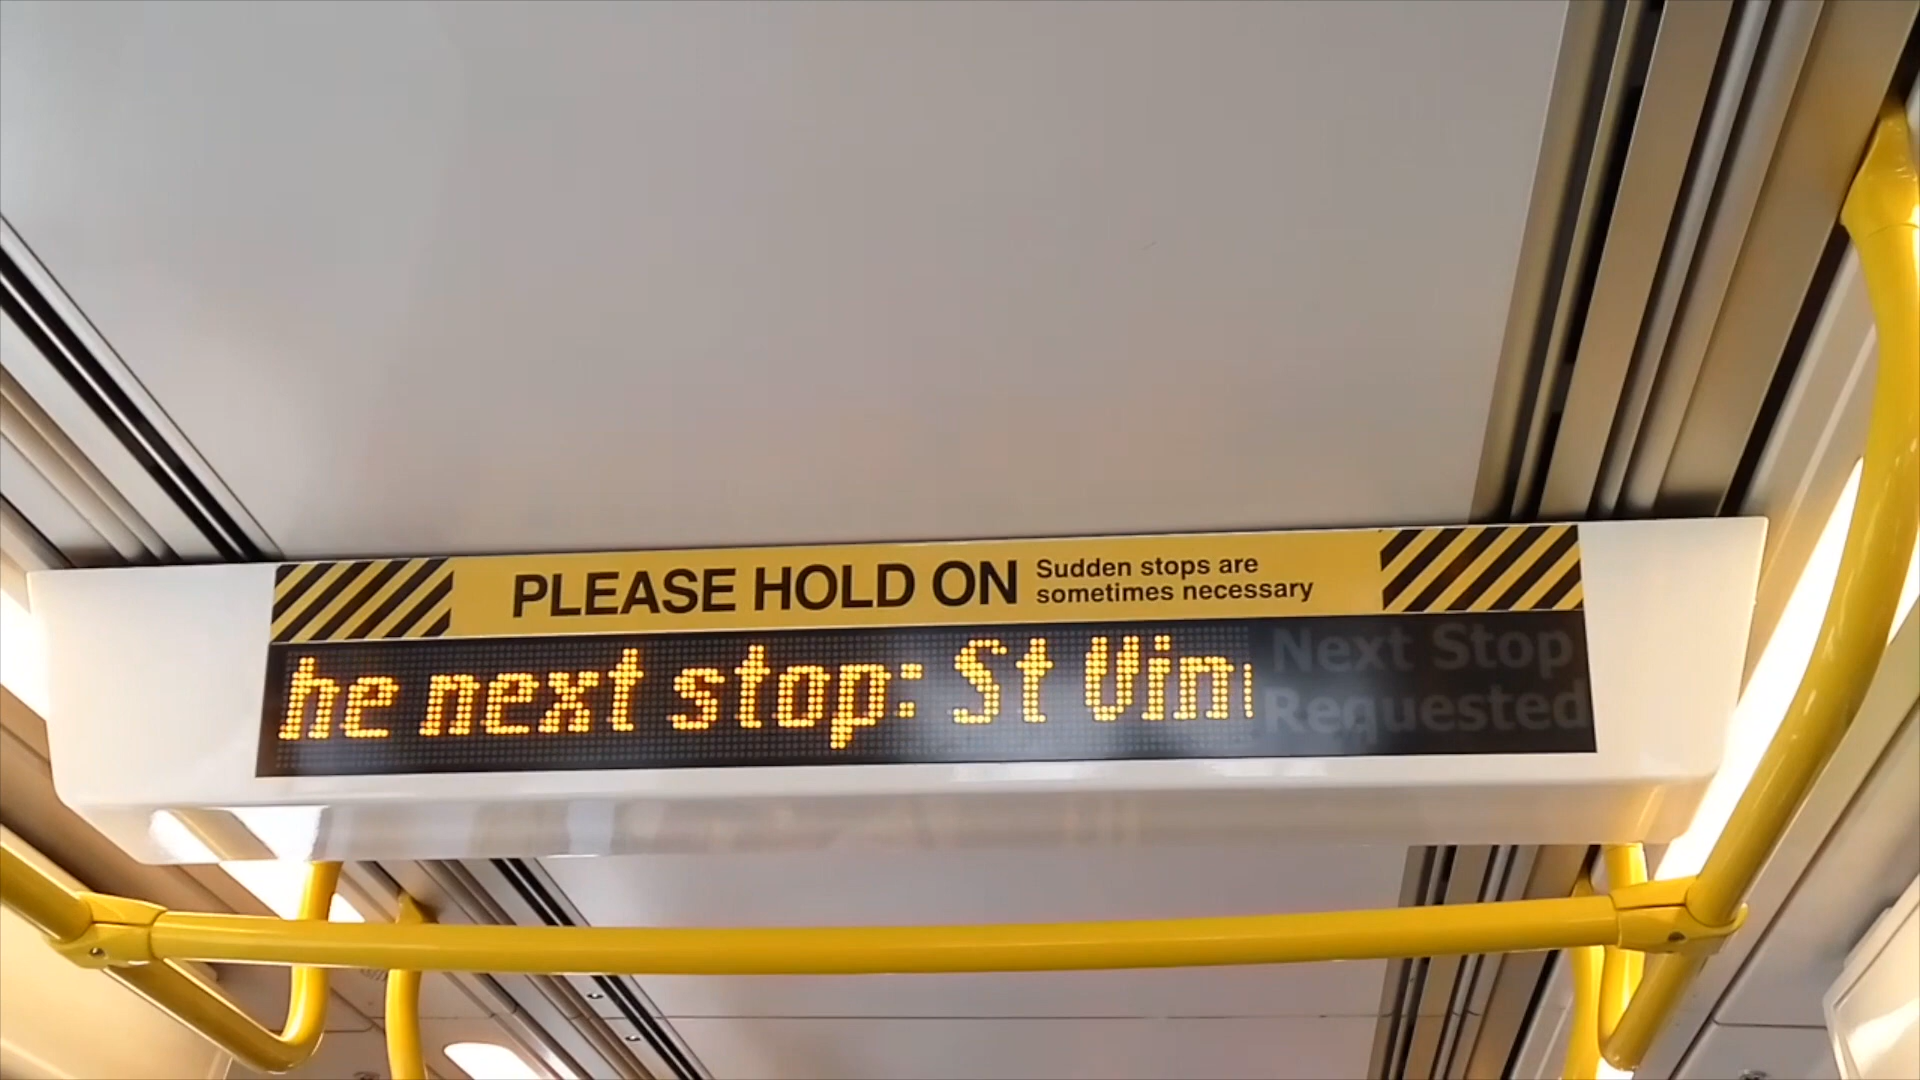 PLEASE HOLD ON
Sudden stops are
sometimes necessary
he next stop: St Vin
Next Stop
Requested